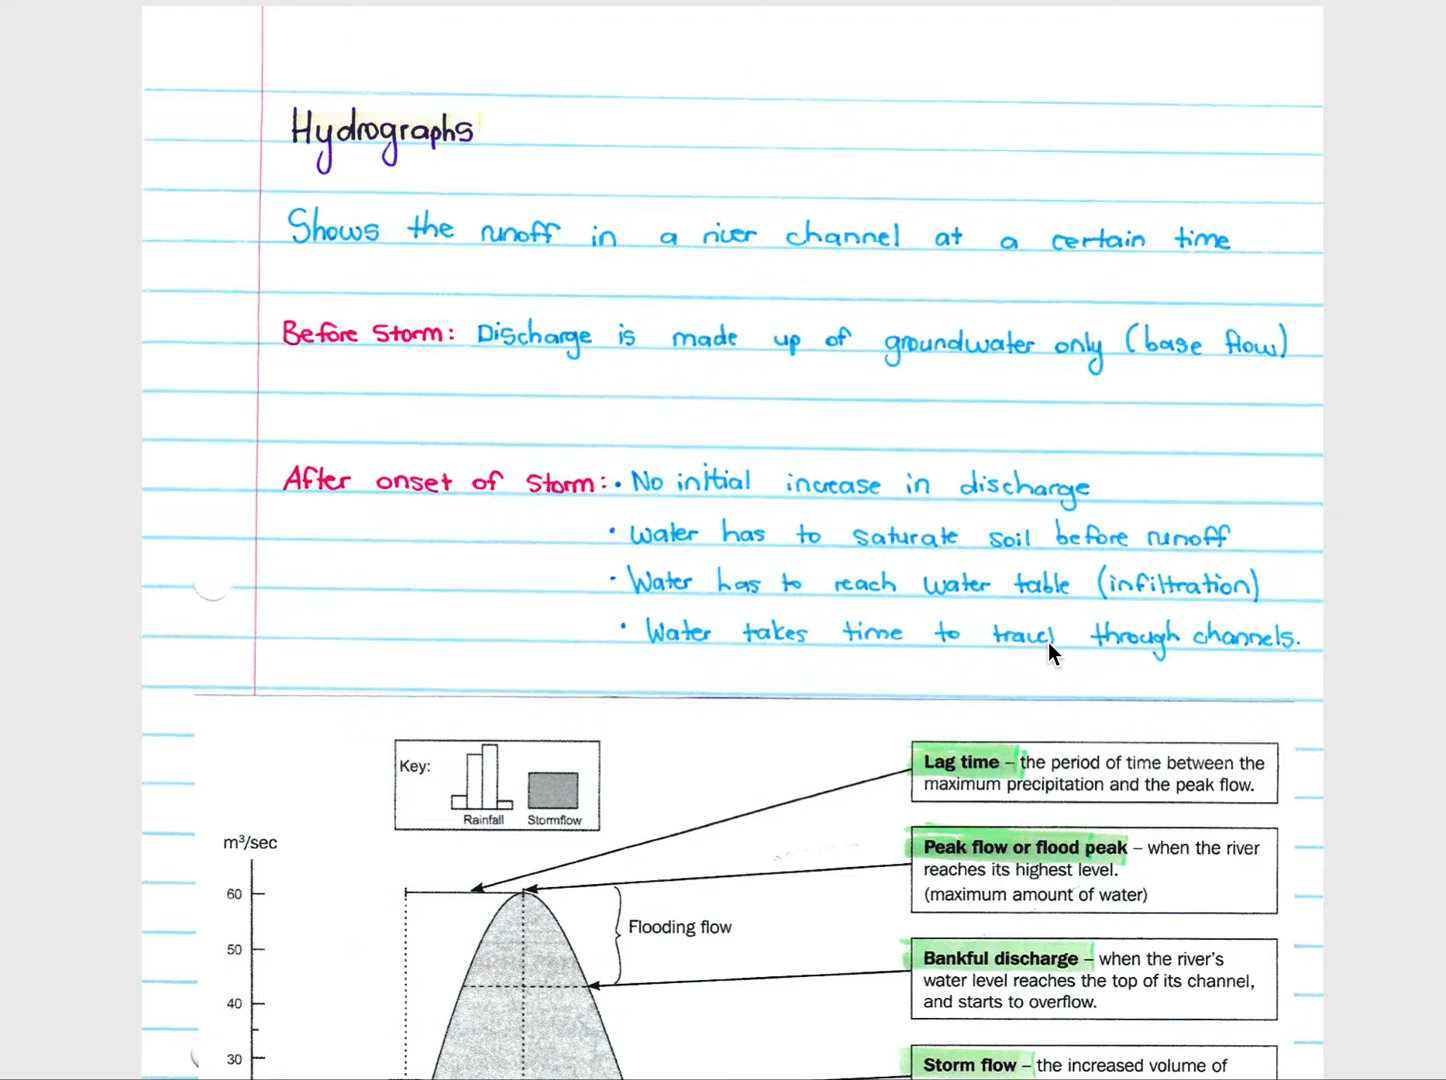 Hydrographs
Shows the runoff in a river channel at a certain time
Before Storm: Discharge is made up of groundwater only (base flow)
After onset of Storm: • No initial increase in discharge
• Water has to saturate soil before runoff
• Water has to reach water table (infiltration)
• Water takes time to travel through channels.
Key:
Rainfall Stormflow
Lag time – the period of time between the
maximum precipitation and the peak flow.
m³/sec
Peak flow or flood peak – when the river
reaches its highest level.
(maximum amount of water)
60
Flooding flow
50
Bankful discharge – when the river's
water level reaches the top of its channel,
and starts to overflow.
40
30
Storm flow – the increased volume of